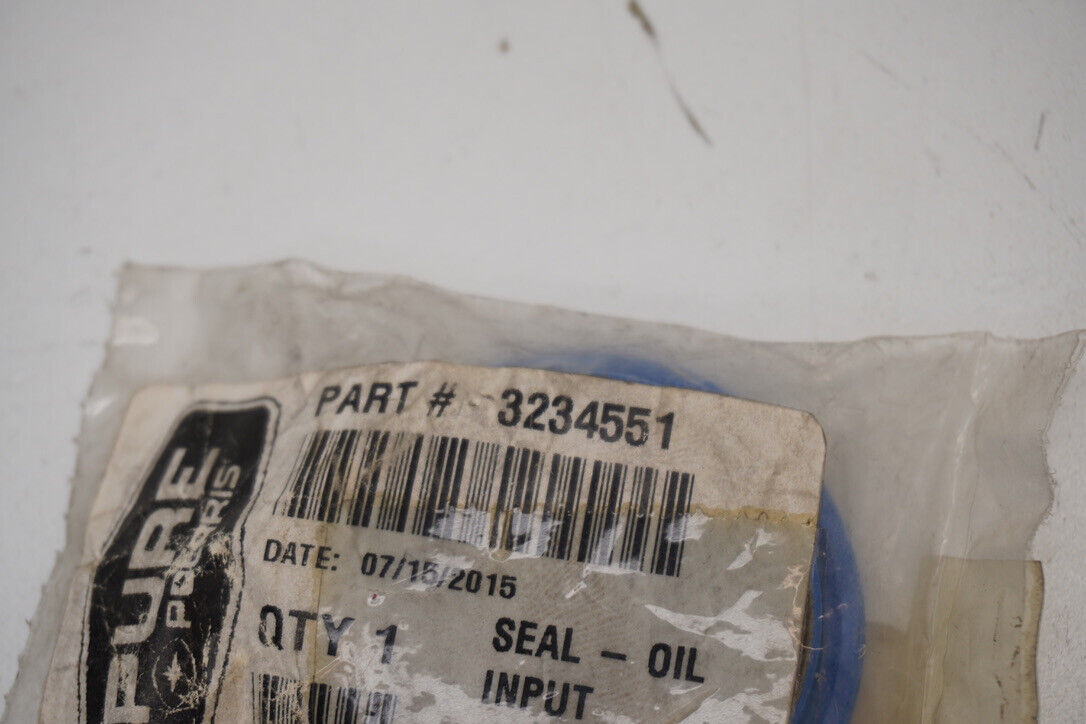 PART # 3234551
PURE
POLARIS
DATE: 07/15/2015
QTY 1
SEAL - OIL
INPUT